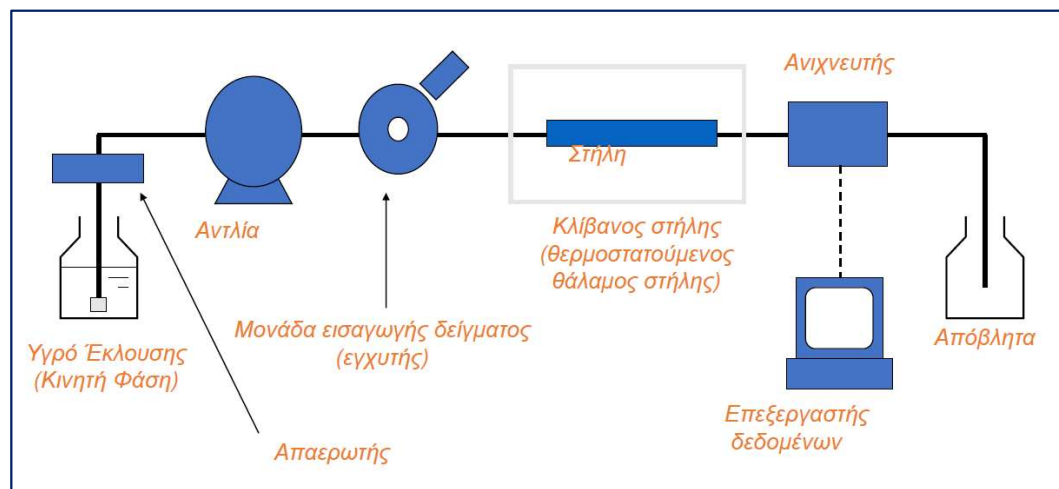 Ανιχνευτής
Στήλη
Αντλία
Κλίβανος στήλης
(θερμοστατούμενος
θάλαμος στήλης)
Μονάδα εισαγωγής δείγματος
(εγχυτής)
Υγρό Έκλουσης
(Κινητή Φάση)
Απόβλητα
Επεξεργαστής
δεδομένων
Απαερωτής